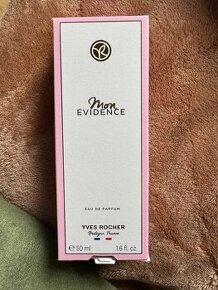 Mon
EVIDENCE
EAU DE PARFUM
YVES ROCHER
Bretagne France
℮ 50 ml 1.6 fl. oz